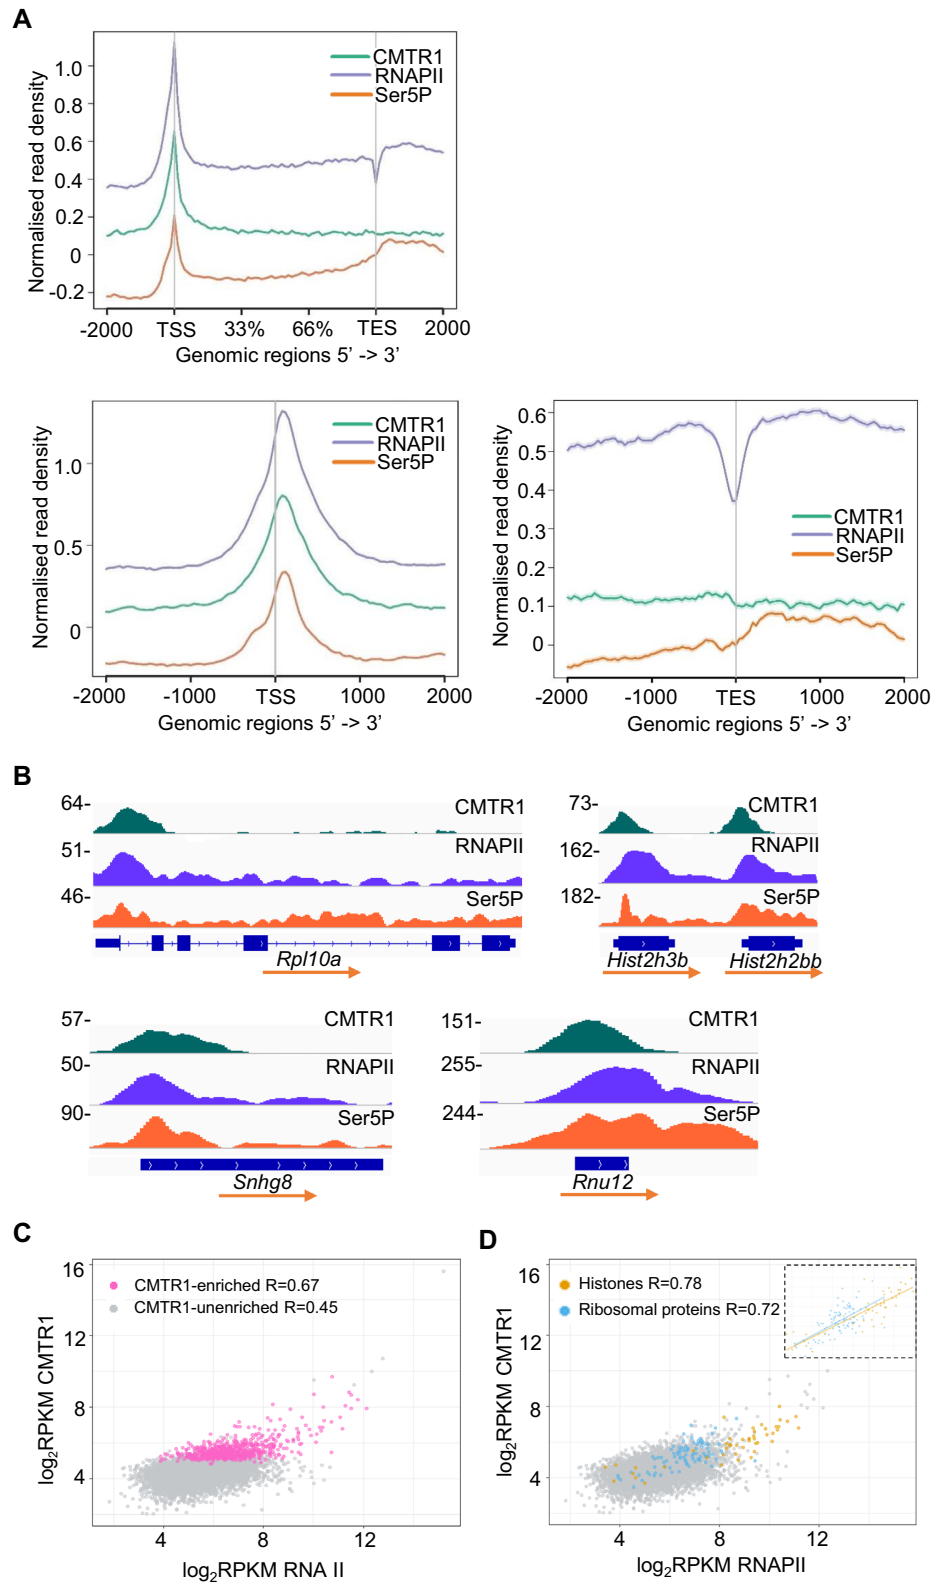 A
Normalised read density
1.0
0.8
0.6
0.4
0.2
0
-0.2
CMTR1
RNAPII
Ser5P
-2000 TSS 33% 66% TES 2000
Genomic regions 5’ -> 3’
Normalised read density
1.0
0.5
0
CMTR1
RNAPII
Ser5P
-2000 -1000 TSS 1000 2000
Genomic regions 5’ -> 3’
Normalised read density
0.6
0.5
0.4
0.3
0.2
0.1
0
CMTR1
RNAPII
Ser5P
-2000 -1000 TES 1000 2000
Genomic regions 5’ -> 3’
B
64- CMTR1
51- RNAPII
46- Ser5P
Rpl10a
73- CMTR1
162- RNAPII
182- Ser5P
Hist2h3b Hist2h2bb
57- CMTR1
50- RNAPII
90- Ser5P
Snhg8
151- CMTR1
255- RNAPII
244- Ser5P
Rnu12
C
log2RPKM CMTR1
16
12
8
4
CMTR1-enriched R=0.67
CMTR1-unenriched R=0.45
4 8 12
log2RPKM RNA II
D
log2RPKM CMTR1
16
12
8
4
Histones R=0.78
Ribosomal proteins R=0.72
4 8 12
log2RPKM RNAPII